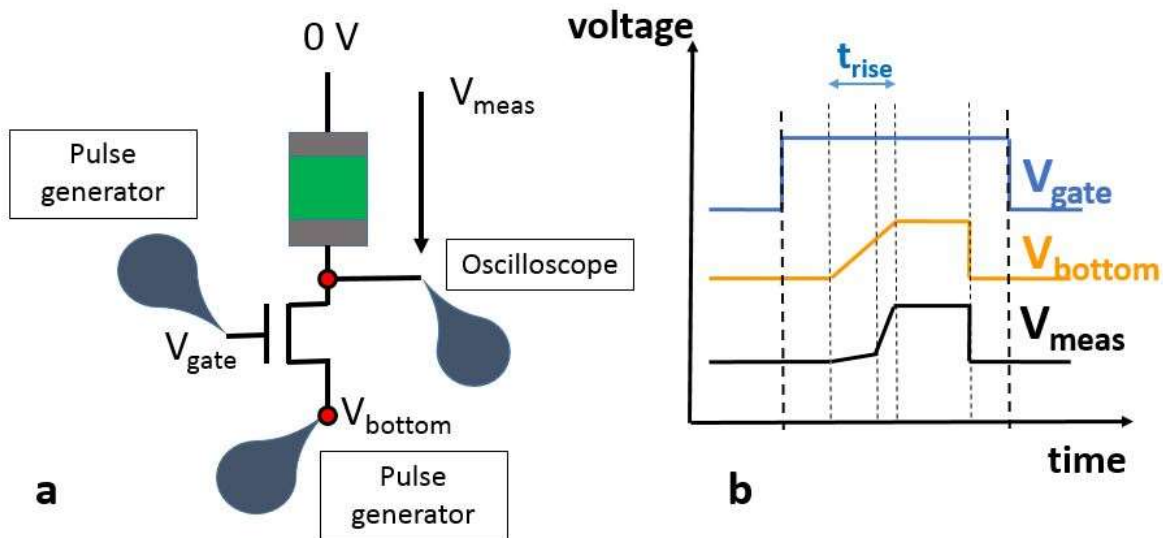 0 V
V_meas
Pulse
generator
Oscilloscope
V_gate
V_bottom
Pulse
generator
a
voltage
t_rise
V_gate
V_bottom
V_meas
time
b